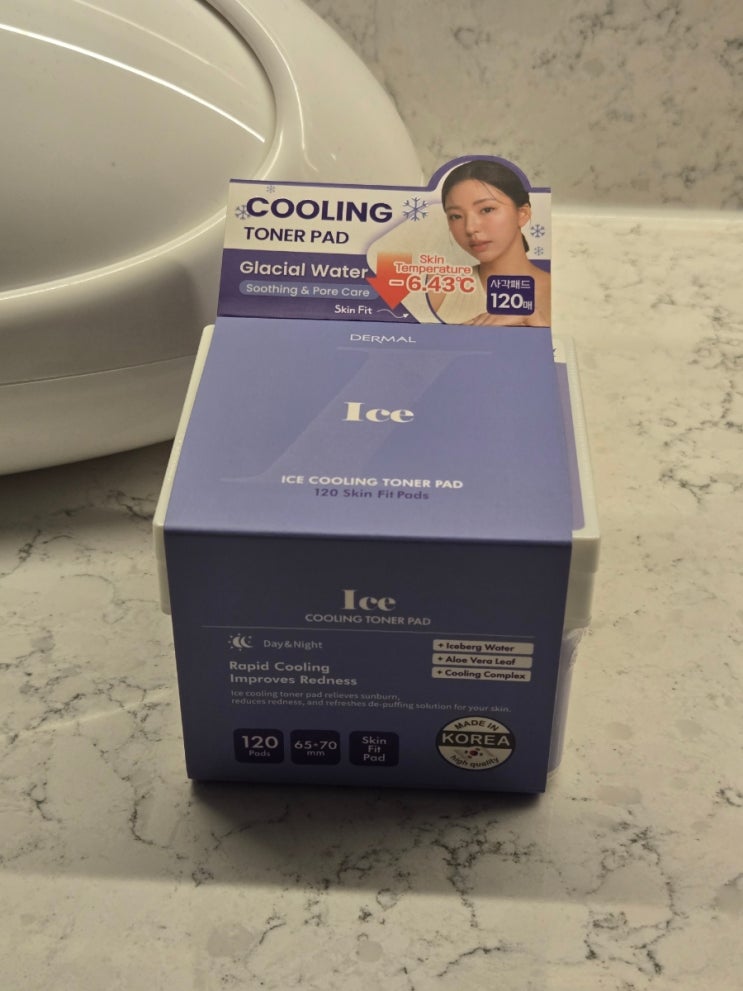 COOLING
TONER PAD
Glacial Water
Soothing & Pore Care
Skin Fit
Skin
Temperature
-6.43℃
사각패드
120매
DERMAL
I
Ice
ICE COOLING TONER PAD
120 Skin Fit Pads
Ice
COOLING TONER PAD
Day&Night
Rapid Cooling
Improves Redness
Ice cooling toner pad relieves sunburn,
reduces redness, and refreshes de-puffing solution for your skin.
+ Iceberg Water
+ Aloe Vera Leaf
+ Cooling Complex
120
Pads
65*70
mm
Skin
Fit
Pad
MADE IN
KOREA
high quality